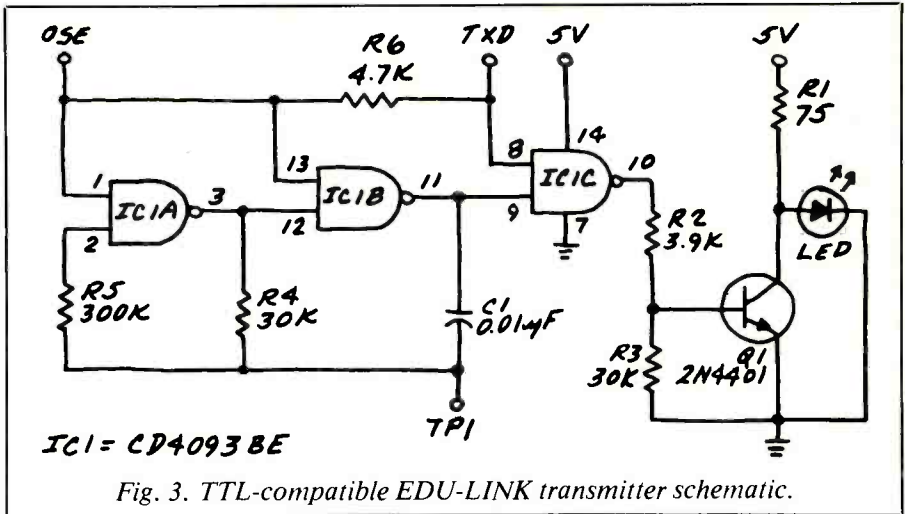 OSE
R6
4.7K
TXD
5V
5V
R1
75
14
8
13
1
3
11
10
IC1A
IC1B
IC1C
9
12
2
7
R2
3.9K
LED
R5
300K
R4
30K
C1
0.01µF
R3
30K
Q1
2N4401
TP1
IC1 = CD4093BE
Fig. 3. TTL-compatible EDU-LINK transmitter schematic.